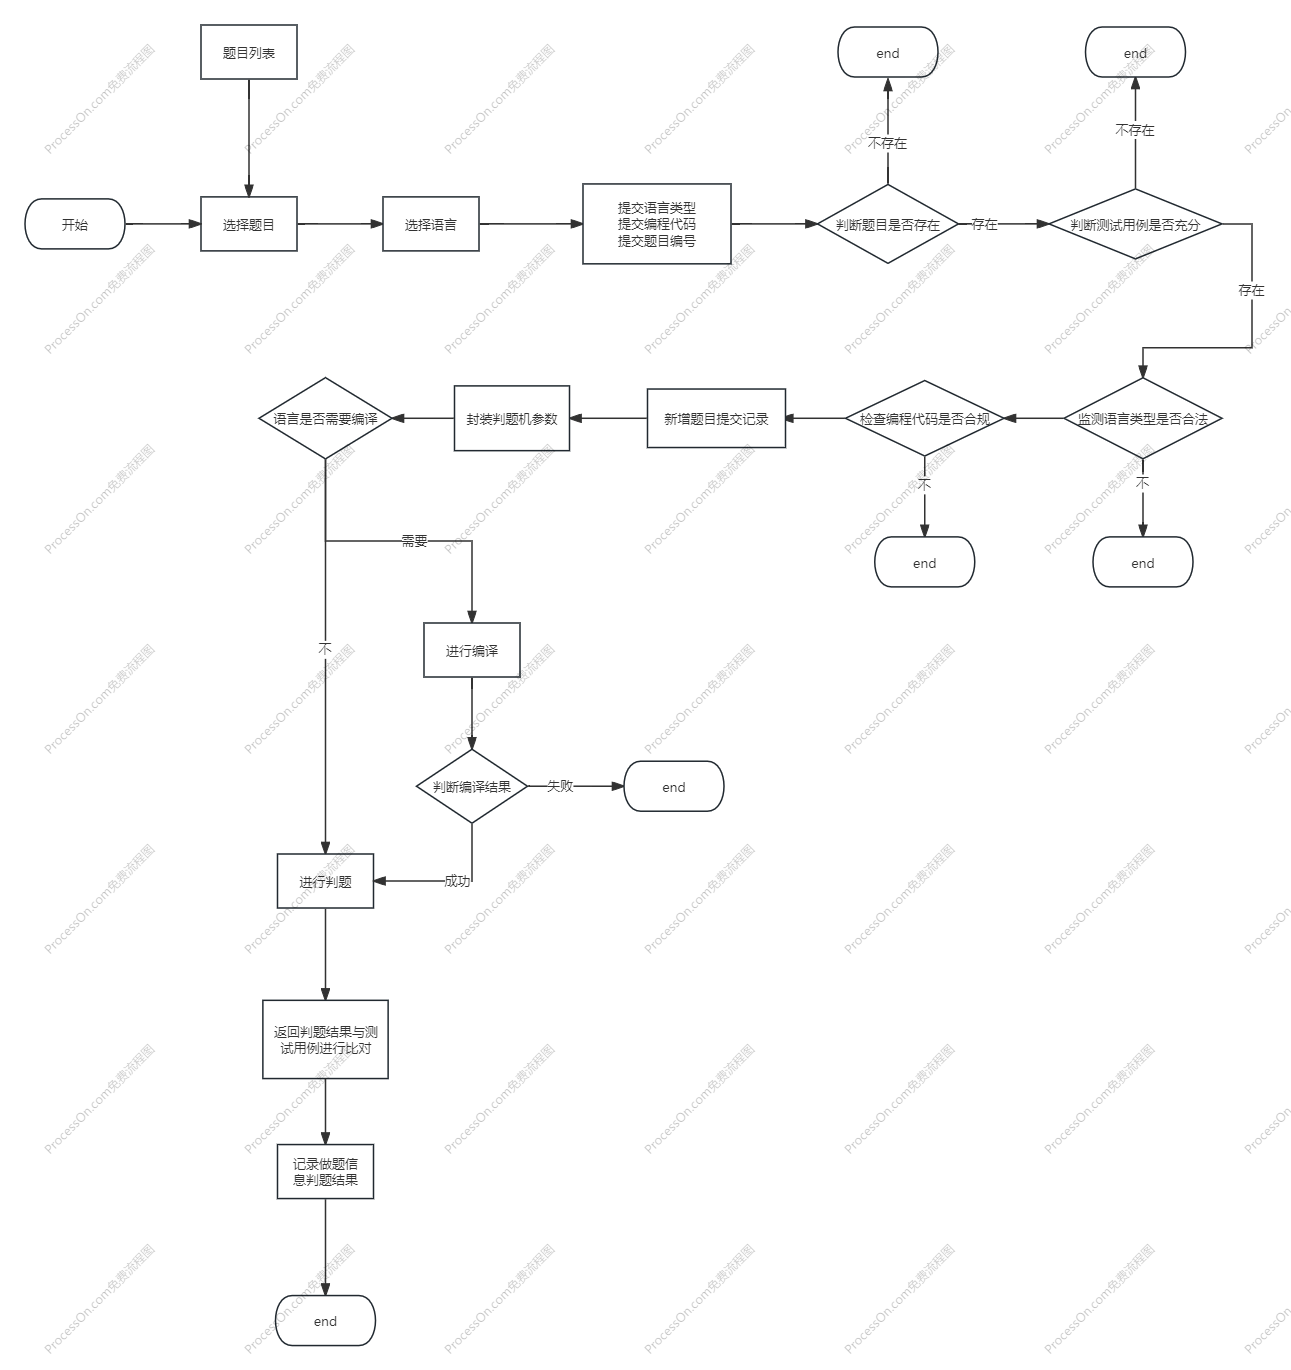 题目列表
end
end
不存在
不存在
开始
选择题目
选择语言
提交语言类型
提交编程代码
提交题目编号
判断题目是否存在
存在
判断测试用例是否充分
存在
语言是否需要编译
封装判题机参数
新增题目提交记录
检查编程代码是否合规
监测语言类型是否合法
不
不
end
end
需要
不
进行编译
判断编译结果
失败
end
进行判题
成功
返回判题结果与测
试用例进行比对
记录做题信
息判题结果
end
ProcessOn.com免费流程图